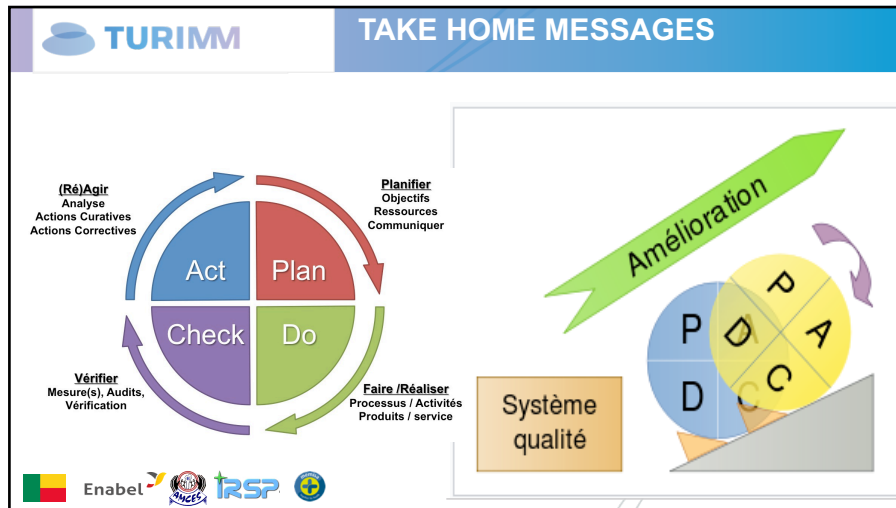 TURIMM
TAKE HOME MESSAGES
(Ré)Agir
Analyse
Actions Curatives
Actions Correctives
Planifier
Objectifs
Ressources
Communiquer
Act
Plan
Check
Do
Vérifier
Mesure(s), Audits,
Vérification
Faire /Réaliser
Processus / Activités
Produits / service
Amélioration
P A
D C
P
A
D
C
Système
qualité
Enabel
AMCES
IRSP